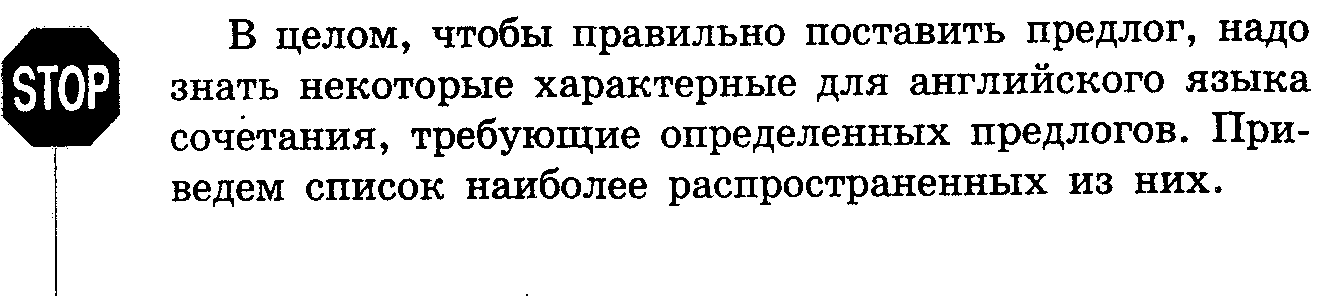 STOP
В целом, чтобы правильно поставить предлог, надо
знать некоторые характерные для английского языка
сочетания, требующие определенных предлогов. При-
ведем список наиболее распространенных из них.